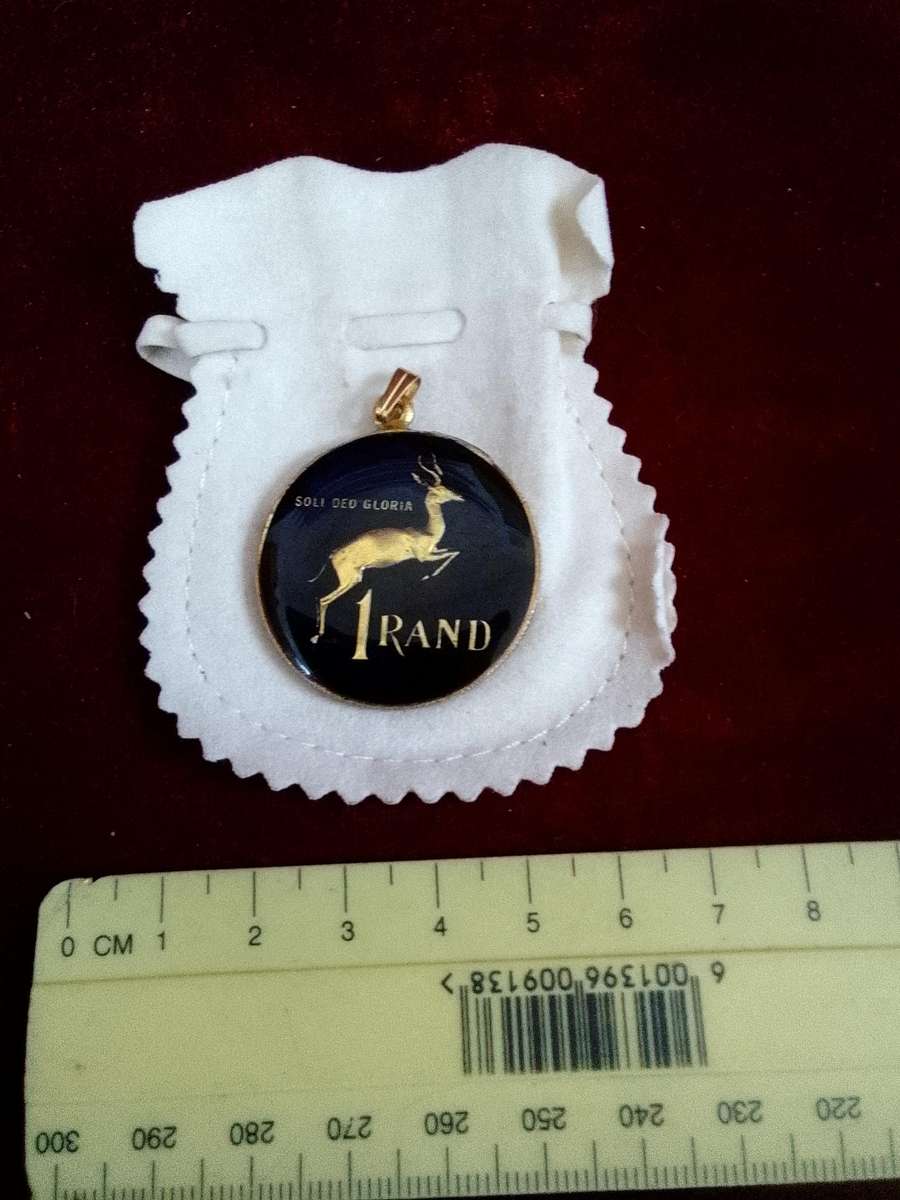 SOLI DEO GLORIA
1 RAND
0 CM 1 2 3 4 5 6 7 8
6 001396 009138 >
300 290 280 270 260 250 240 230 220